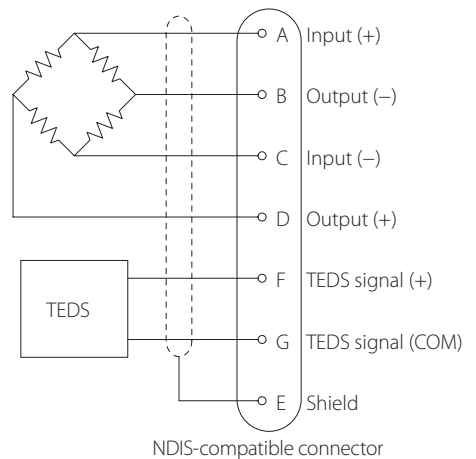 A Input (+)
B Output (−)
C Input (−)
D Output (+)
F TEDS signal (+)
TEDS
G TEDS signal (COM)
E Shield
NDIS-compatible connector